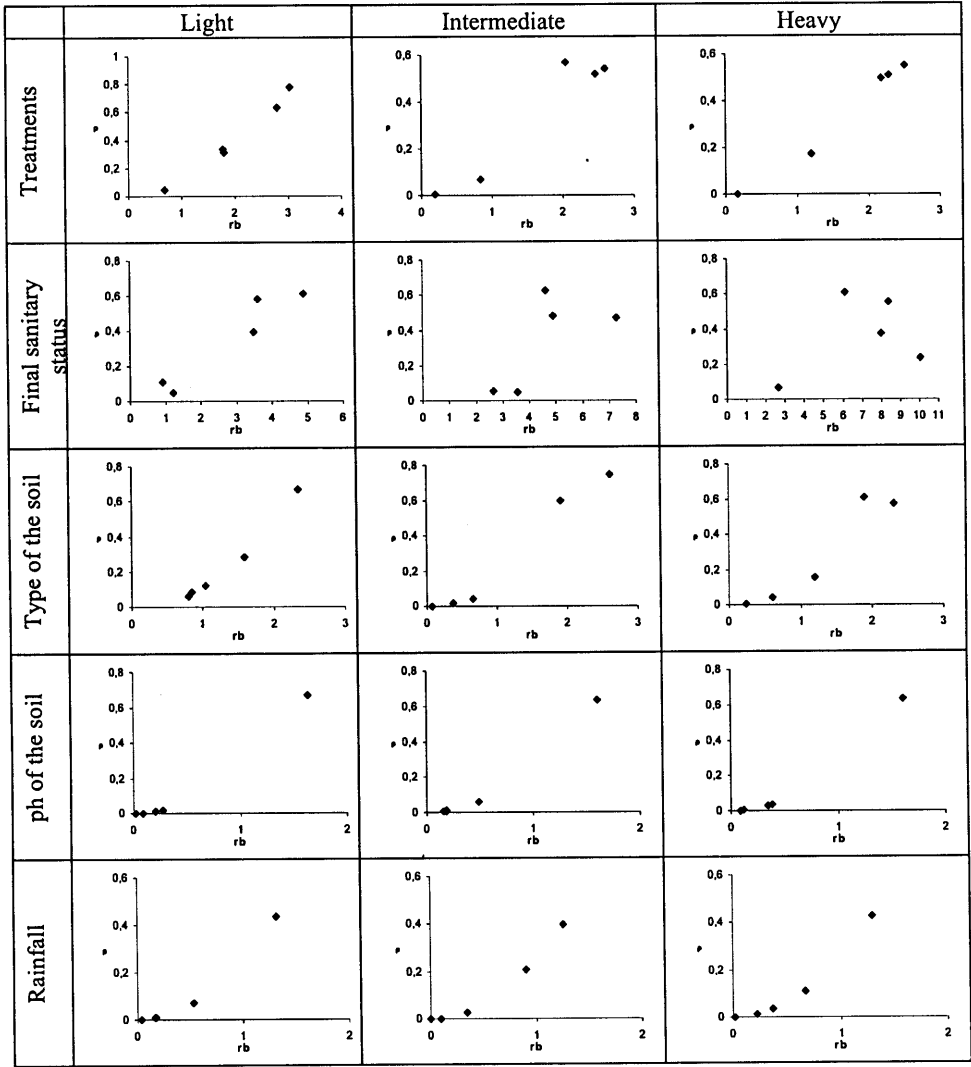 Light
Intermediate
Heavy
Treatments
1
0,8
0,6
0,4
0,2
0
0 1 2 3 4
rb
0,6
0,4
0,2
0
0 1 2 3
rb
0,6
0,4
0,2
0
0 1 2 3
rb
Final sanitary
status
0,8
0,6
0,4
0,2
0
0 1 2 3 4 5 6
rb
0,8
0,6
0,4
0,2
0
0 1 2 3 4 5 6 7 8
rb
0,8
0,6
0,4
0,2
0
0 1 2 3 4 5 6 7 8 9 10 11
rb
Type of the soil
0,8
0,6
0,4
0,2
0
0 1 2 3
rb
0,8
0,6
0,4
0,2
0
0 1 2 3
rb
0,8
0,6
0,4
0,2
0
0 1 2 3
rb
ph of the soil
0,8
0,6
0,4
0,2
0
0 1 2
rb
0,8
0,6
0,4
0,2
0
0 1 2
rb
0,8
0,6
0,4
0,2
0
0 1 2
rb
Rainfall
0,6
0,4
0,2
0
0 1 2
rb
0,6
0,4
0,2
0
0 1 2
rb
0,6
0,4
0,2
0
0 1 2
rb